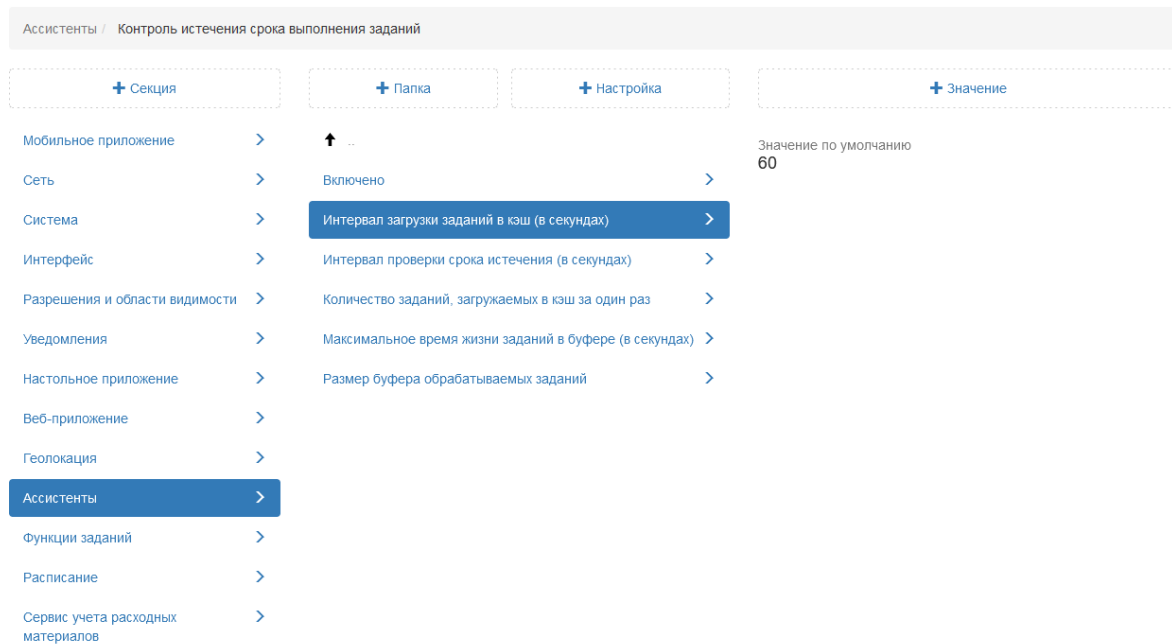 Ассистенты / Контроль истечения срока выполнения заданий
+ Секция
+ Папка
+ Настройка
+ Значение
Мобильное приложение
Сеть
Система
Интерфейс
Разрешения и области видимости
Уведомления
Настольное приложение
Веб-приложение
Геолокация
Ассистенты
Функции заданий
Расписание
Сервис учета расходных
материалов
..
Включено
Интервал загрузки заданий в кэш (в секундах)
Интервал проверки срока истечения (в секундах)
Количество заданий, загружаемых в кэш за один раз
Максимальное время жизни заданий в буфере (в секундах)
Размер буфера обрабатываемых заданий
Значение по умолчанию
60